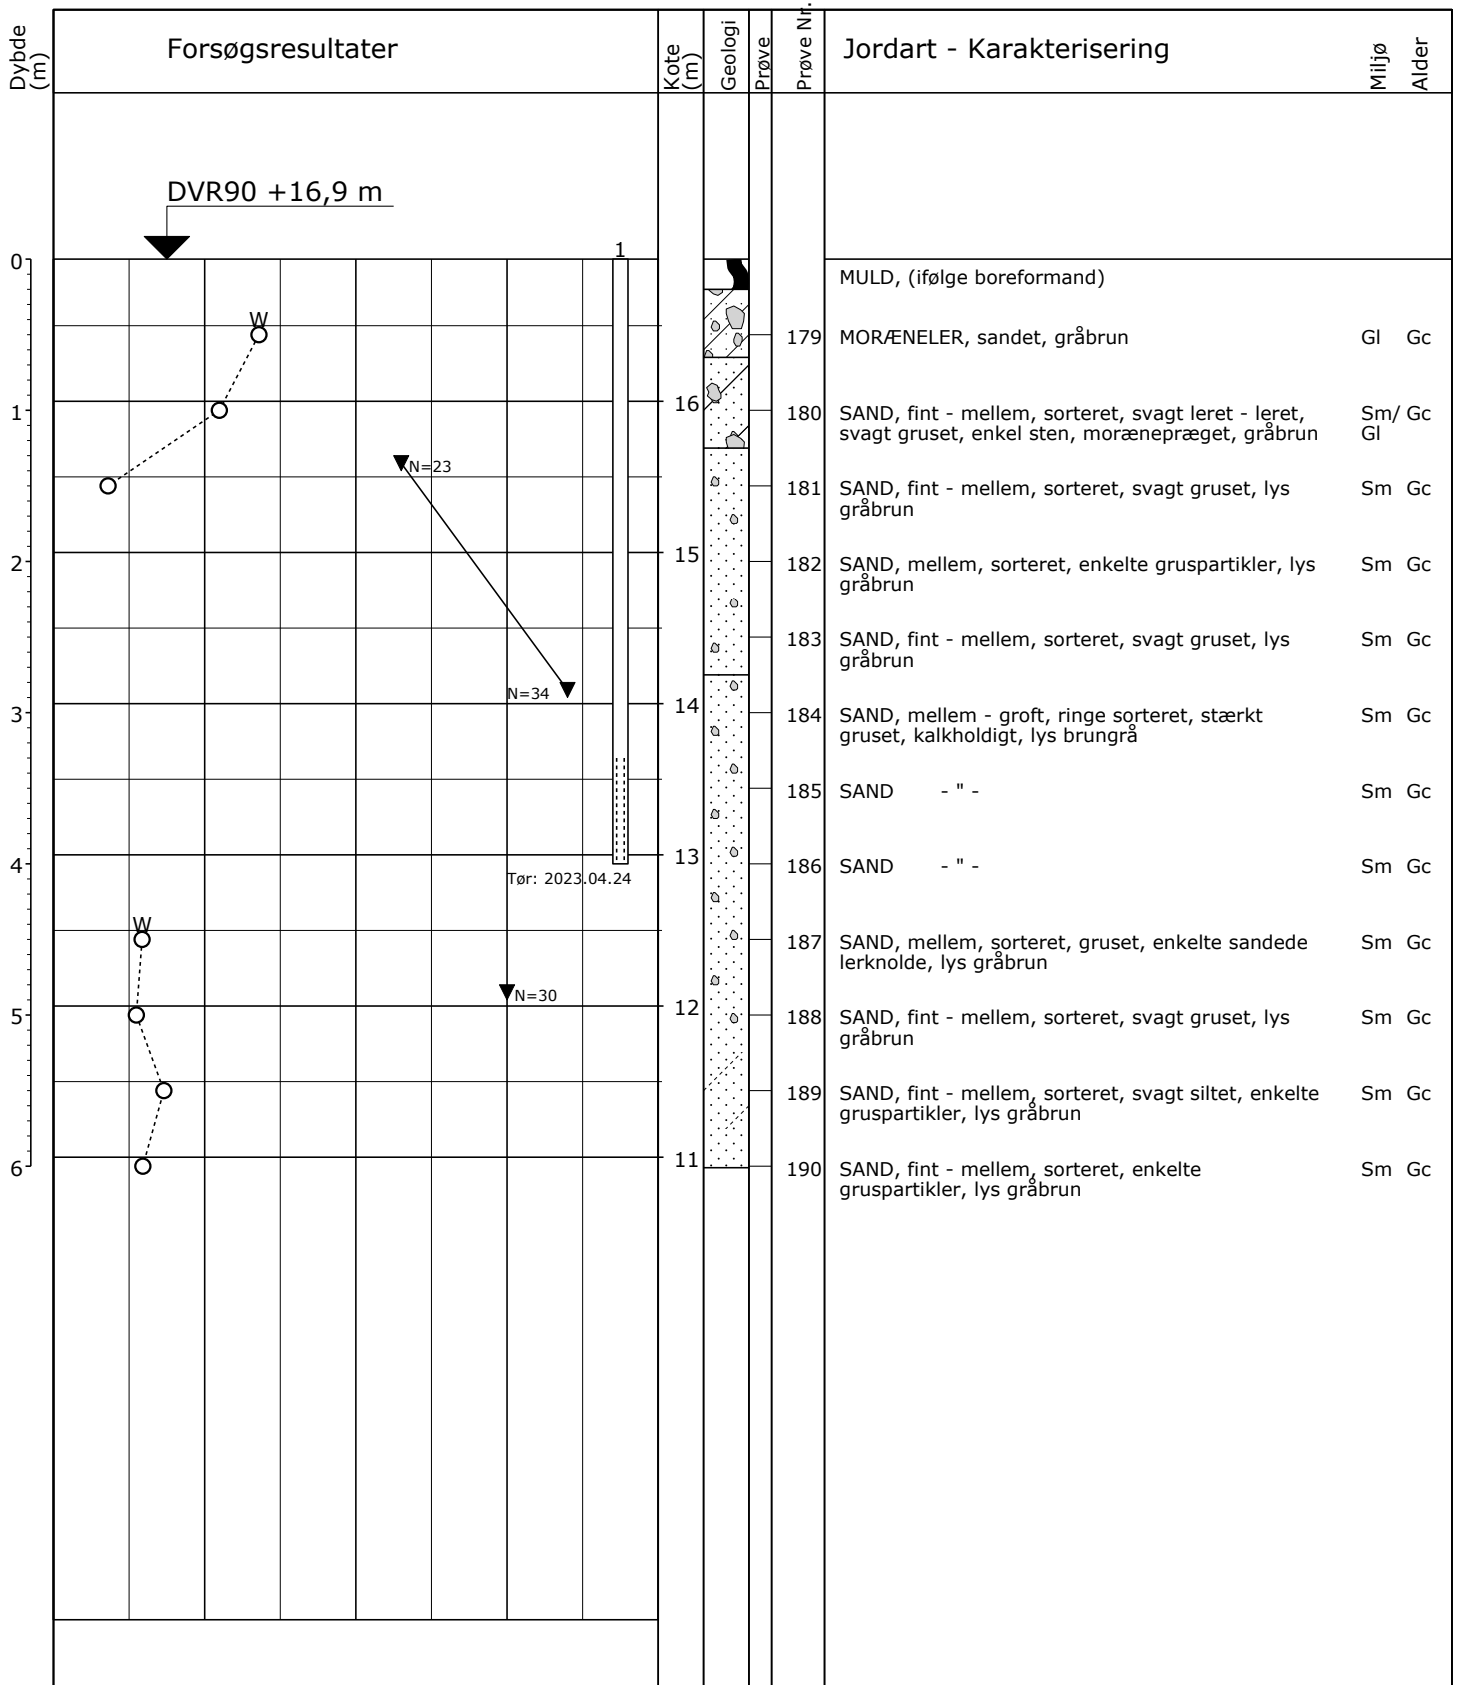 Dybde
(m)
Forsøgsresultater
Kote
(m)
Geologi
Prøve
Prøve Nr.
Jordart - Karakterisering
Miljø
Alder
DVR90 +16,9 m
1
0
MULD, (ifølge boreformand)
W
179 MORÆNELER, sandet, gråbrun Gl Gc
16
1
180 SAND, fint - mellem, sorteret, svagt leret - leret, Sm/ Gc
svagt gruset, enkel sten, morænepræget, gråbrun Gl
N=23
181 SAND, fint - mellem, sorteret, svagt gruset, lys Sm Gc
gråbrun
15
2
182 SAND, mellem, sorteret, enkelte gruspartikler, lys Sm Gc
gråbrun
183 SAND, fint - mellem, sorteret, svagt gruset, lys Sm Gc
gråbrun
N=34
14
3
184 SAND, mellem - groft, ringe sorteret, stærkt Sm Gc
gruset, kalkholdigt, lys brungrå
185 SAND - " - Sm Gc
13
4
186 SAND - " - Sm Gc
Tør: 2023.04.24
W
187 SAND, mellem, sorteret, gruset, enkelte sandede Sm Gc
lerknolde, lys gråbrun
N=30
12
5
188 SAND, fint - mellem, sorteret, svagt gruset, lys Sm Gc
gråbrun
189 SAND, fint - mellem, sorteret, svagt siltet, enkelte Sm Gc
gruspartikler, lys gråbrun
11
6
190 SAND, fint - mellem, sorteret, enkelte Sm Gc
gruspartikler, lys gråbrun